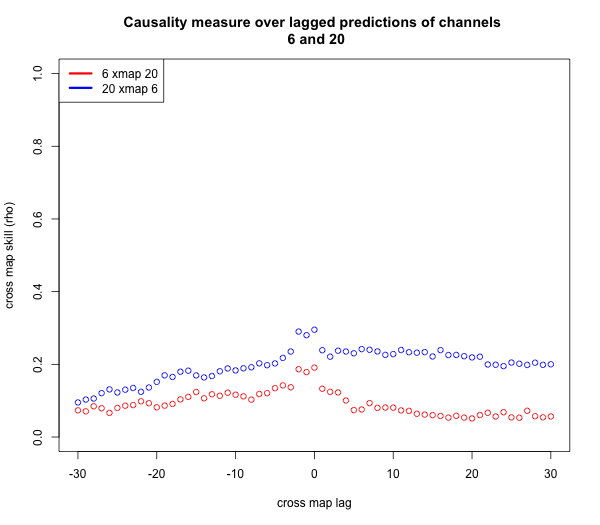 Causality measure over lagged predictions of channels
6 and 20
6 xmap 20
20 xmap 6
cross map skill (rho)
1.0
0.8
0.6
0.4
0.2
0.0
-30
-20
-10
0
10
20
30
cross map lag